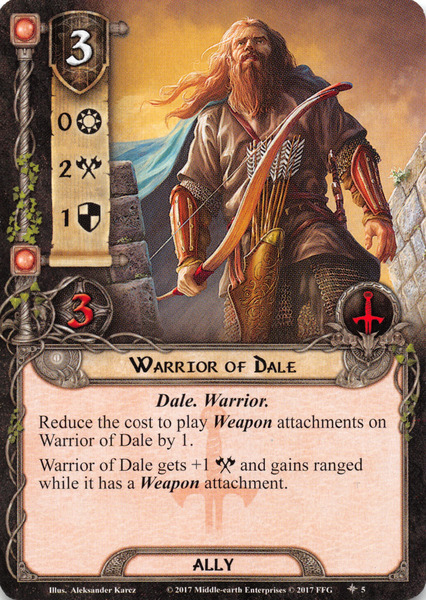 3
0
2
1
3
Warrior of Dale
Dale. Warrior.
Reduce the cost to play Weapon attachments on
Warrior of Dale by 1.
Warrior of Dale gets +1 and gains ranged
while it has a Weapon attachment.
ALLY
Illus. Aleksander Karcz © 2017 Middle-earth Enterprises © 2017 FFG 5